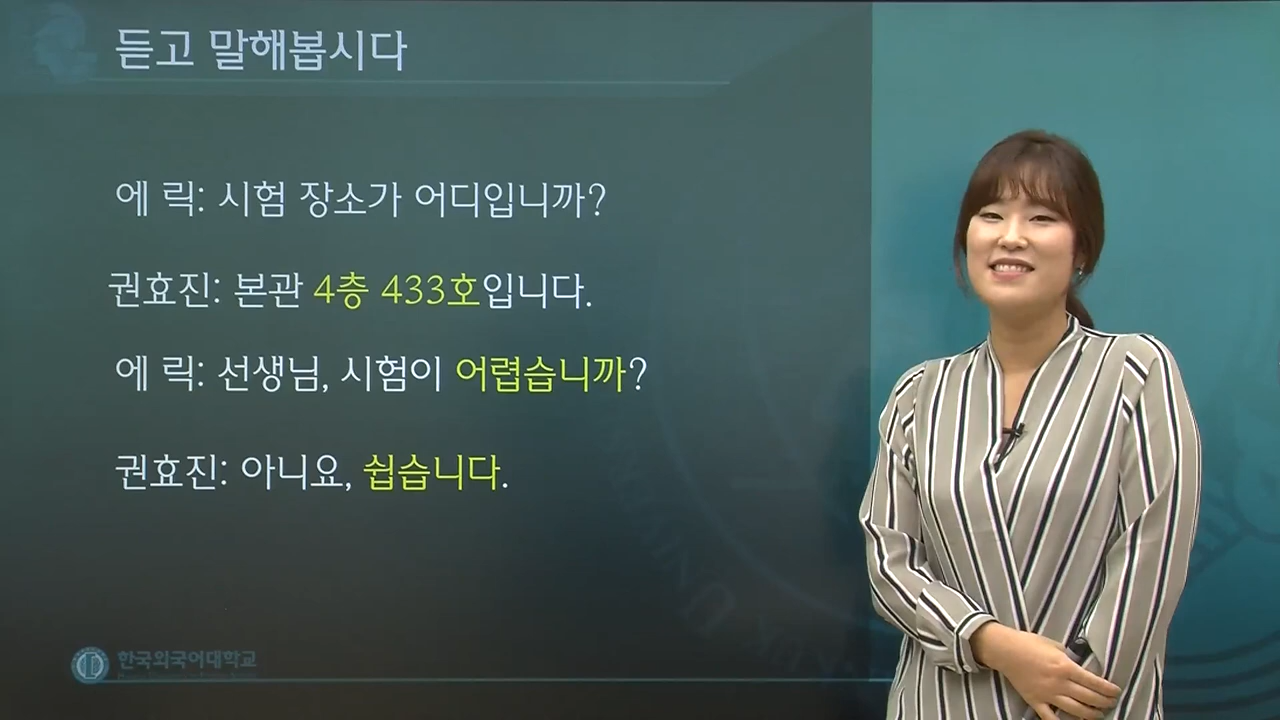 듣고 말해봅시다
에 릭: 시험 장소가 어디입니까?
권효진: 본관 4층 433호입니다.
에 릭: 선생님, 시험이 어렵습니까?
권효진: 아니요, 쉽습니다.
한국외국어대학교